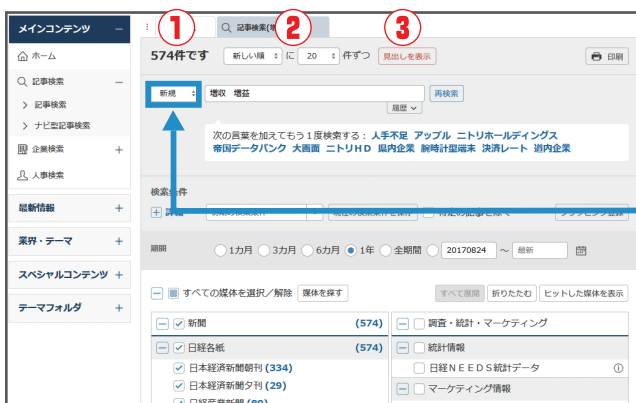 メインコンテンツ
ホーム
記事検索
記事検索
ナビ型記事検索
企業検索
人事検索
最新情報
業界・テーマ
スペシャルコンテンツ
テーマフォルダ
1 2 3
記事検索
574件です 新しい順 に 20 件ずつ 見出しを表示 印刷
新規 増収 増益 再検索
履歴
次の言葉を加えてもう1度検索する: 人手不足 アップル ニトリホールディングス
帝国データバンク 大画面 ニトリHD 県内企業 腕時計型端末 決済レート 道内企業
検索条件
期間 1カ月 3カ月 6カ月 1年 全期間 20170824 ~ 最新
すべての媒体を選択/解除 媒体を探す すべて展開 折りたたむ ヒットした媒体を表示
新聞 (574) 調査・統計・マーケティング
日経各紙 (574) 統計情報
日本経済新聞朝刊 (334) 日経NEEDS統計データ
日本経済新聞夕刊 (29) マーケティング情報